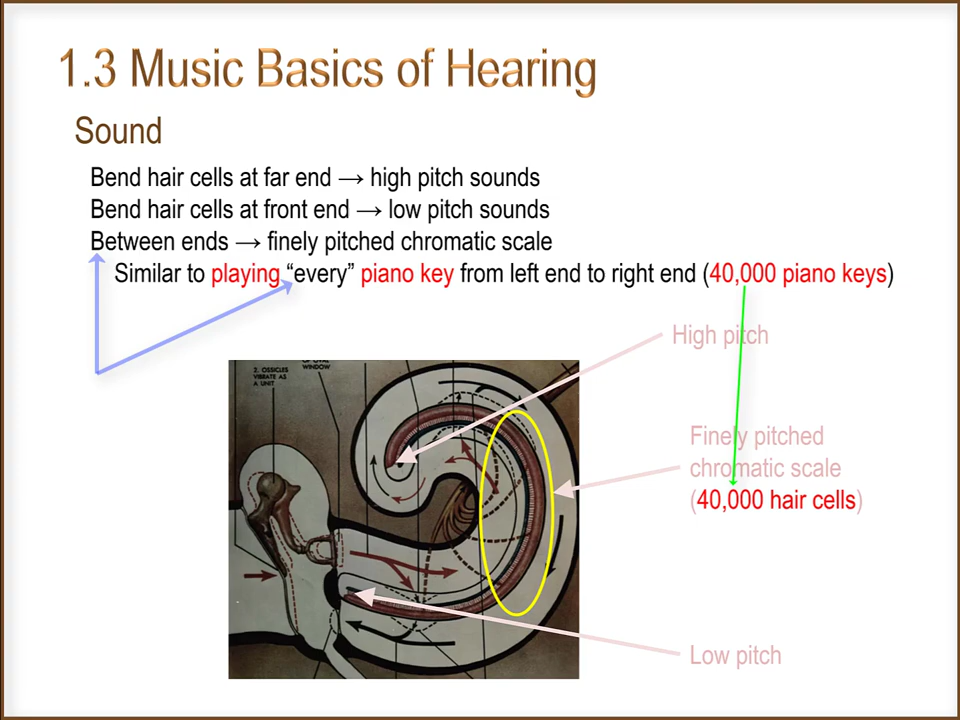 1.3 Music Basics of Hearing
Sound
Bend hair cells at far end → high pitch sounds
Bend hair cells at front end → low pitch sounds
Between ends → finely pitched chromatic scale
Similar to playing “every” piano key from left end to right end (40,000 piano keys)
High pitch
2. OSSICLES
VIBRATE AS
A UNIT
WINDOW
Finely pitched
chromatic scale
(40,000 hair cells)
Low pitch